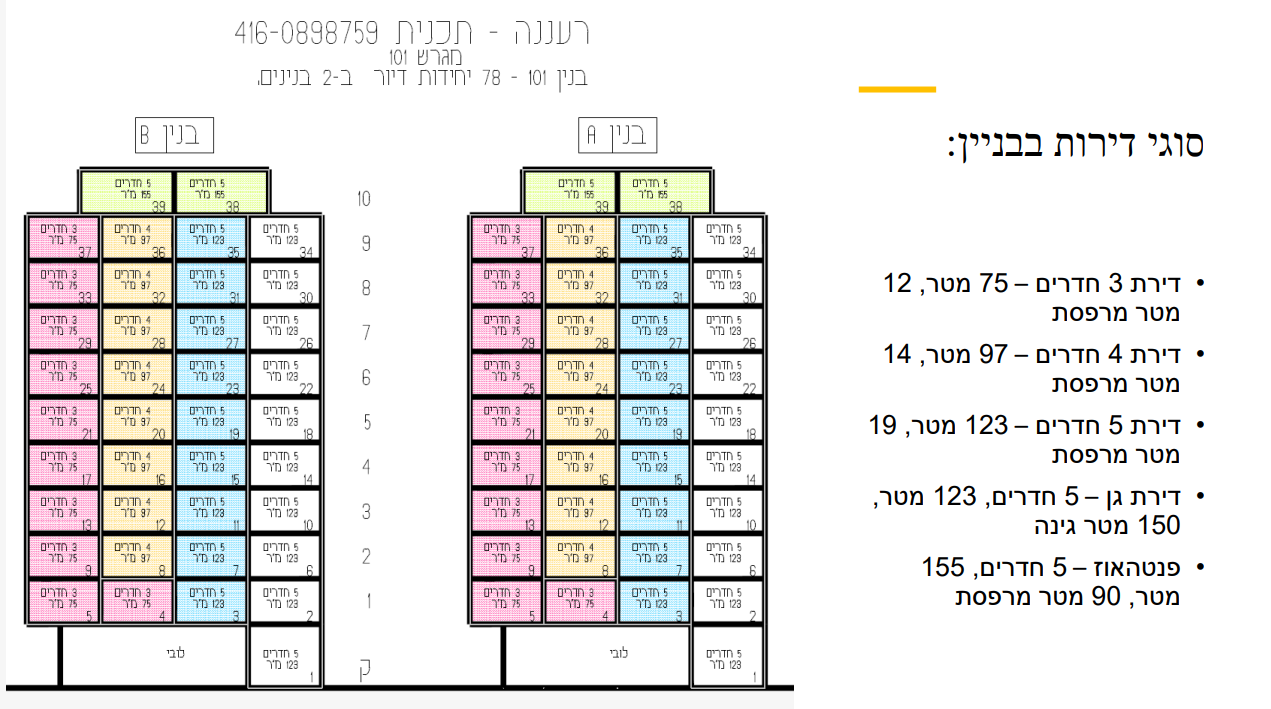 רעננה - תכנית 416-0898759
מגרש 101
בנין 101 - 78 יחידות דיור ב-2 בנינים.
סוגי דירות בבניין:
• דירת 3 חדרים – 75 מטר, 12
מטר מרפסת
• דירת 4 חדרים – 97 מטר, 14
מטר מרפסת
• דירת 5 חדרים – 123 מטר, 19
מטר מרפסת
• דירת גן – 5 חדרים, 123 מטר,
150 מטר גינה
• פנטהאוז – 5 חדרים, 155
מטר, 90 מטר מרפסת
בנין A
5 חדרים 5 חדרים
155 מ"ר 155 מ"ר
38 39
5 חדרים 5 חדרים 4 חדרים 3 חדרים
123 מ"ר 123 מ"ר 97 מ"ר 75 מ"ר
34 35 36 37
5 חדרים 5 חדרים 4 חדרים 3 חדרים
123 מ"ר 123 מ"ר 97 מ"ר 75 מ"ר
30 31 32 33
5 חדרים 5 חדרים 4 חדרים 3 חדרים
123 מ"ר 123 מ"ר 97 מ"ר 75 מ"ר
26 27 28 29
5 חדרים 5 חדרים 4 חדרים 3 חדרים
123 מ"ר 123 מ"ר 97 מ"ר 75 מ"ר
22 23 24 25
5 חדרים 5 חדרים 4 חדרים 3 חדרים
123 מ"ר 123 מ"ר 97 מ"ר 75 מ"ר
18 19 20 21
5 חדרים 5 חדרים 4 חדרים 3 חדרים
123 מ"ר 123 מ"ר 97 מ"ר 75 מ"ר
14 15 16 17
5 חדרים 5 חדרים 4 חדרים 3 חדרים
123 מ"ר 123 מ"ר 97 מ"ר 75 מ"ר
10 11 12 13
5 חדרים 5 חדרים 4 חדרים 3 חדרים
123 מ"ר 123 מ"ר 97 מ"ר 75 מ"ר
6 7 8 9
5 חדרים 5 חדרים 3 חדרים 3 חדרים
123 מ"ר 123 מ"ר 75 מ"ר 75 מ"ר
2 3 4 5
5 חדרים לובי
123 מ"ר
1
10
9
8
7
6
5
4
3
2
1
ק
בנין B
5 חדרים 5 חדרים
155 מ"ר 155 מ"ר
38 39
5 חדרים 5 חדרים 4 חדרים 3 חדרים
123 מ"ר 123 מ"ר 97 מ"ר 75 מ"ר
34 35 36 37
5 חדרים 5 חדרים 4 חדרים 3 חדרים
123 מ"ר 123 מ"ר 97 מ"ר 75 מ"ר
30 31 32 33
5 חדרים 5 חדרים 4 חדרים 3 חדרים
123 מ"ר 123 מ"ר 97 מ"ר 75 מ"ר
26 27 28 29
5 חדרים 5 חדרים 4 חדרים 3 חדרים
123 מ"ר 123 מ"ר 97 מ"ר 75 מ"ר
22 23 24 25
5 חדרים 5 חדרים 4 חדרים 3 חדרים
123 מ"ר 123 מ"ר 97 מ"ר 75 מ"ר
18 19 20 21
5 חדרים 5 חדרים 4 חדרים 3 חדרים
123 מ"ר 123 מ"ר 97 מ"ר 75 מ"ר
14 15 16 17
5 חדרים 5 חדרים 4 חדרים 3 חדרים
123 מ"ר 123 מ"ר 97 מ"ר 75 מ"ר
10 11 12 13
5 חדרים 5 חדרים 4 חדרים 3 חדרים
123 מ"ר 123 מ"ר 97 מ"ר 75 מ"ר
6 7 8 9
5 חדרים 5 חדרים 3 חדרים 3 חדרים
123 מ"ר 123 מ"ר 75 מ"ר 75 מ"ר
2 3 4 5
5 חדרים לובי
123 מ"ר
1